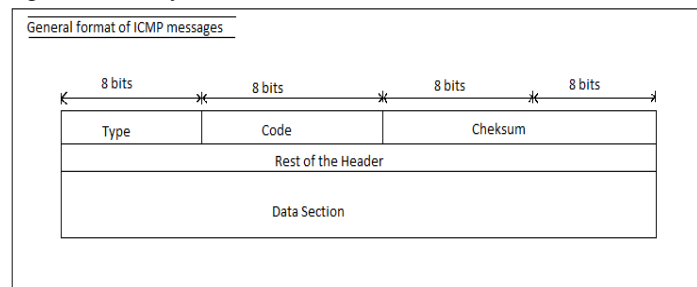 General format of ICMP messages
8 bits 8 bits 8 bits 8 bits
Type Code Cheksum
Rest of the Header
Data Section